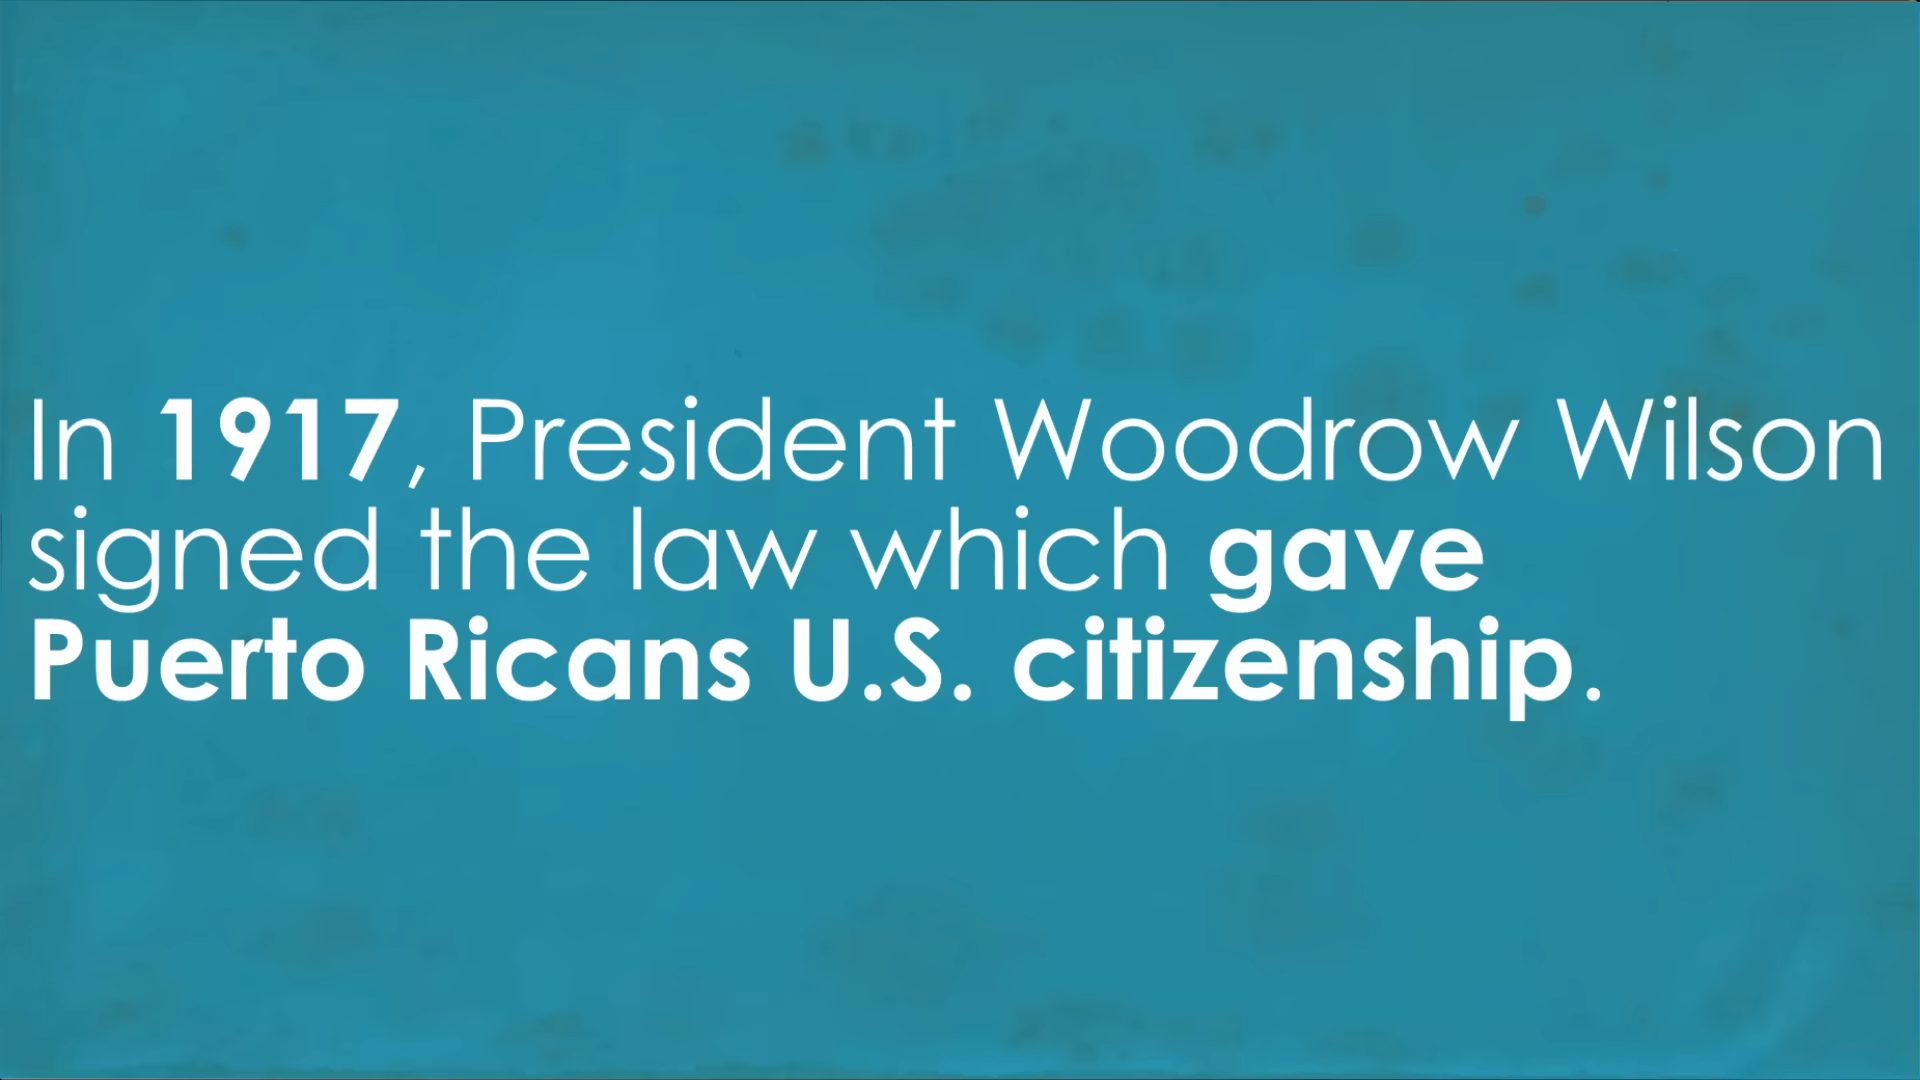 In 1917, President Woodrow Wilson
signed the law which gave
Puerto Ricans U.S. citizenship.